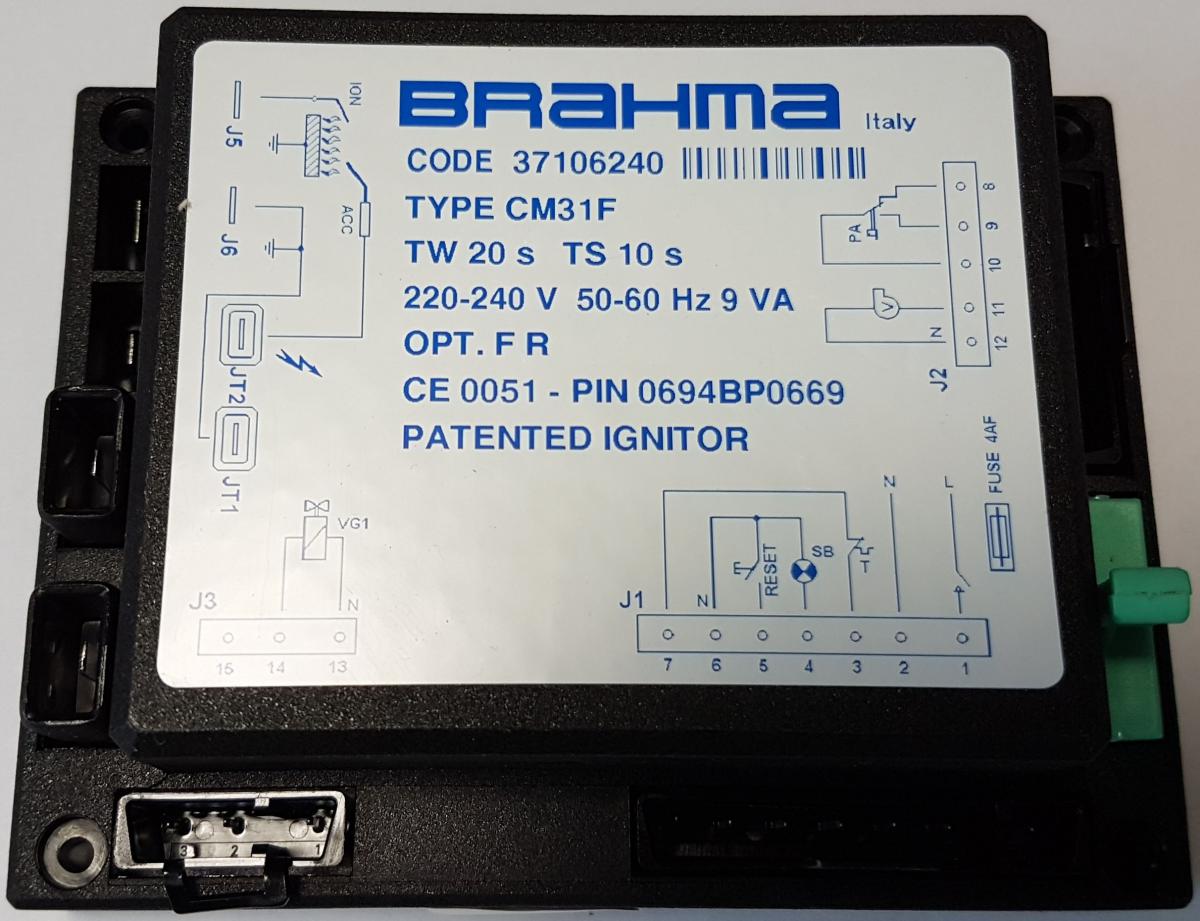 BRAHMA Italy
CODE 37106240
TYPE CM31F
TW 20 s TS 10 s
220-240 V 50-60 Hz 9 VA
OPT. F R
CE 0051 - PIN 0694BP0669
PATENTED IGNITOR
ION
J5
ACC
J6
JT2
JT1
8
9
10
11
12
PA
V
N
J2
FUSE 4AF
VG1
J3
N
15 14 13
N
L
RESET
SB
T
J1
N
7 6 5 4 3 2 1
3 2 1